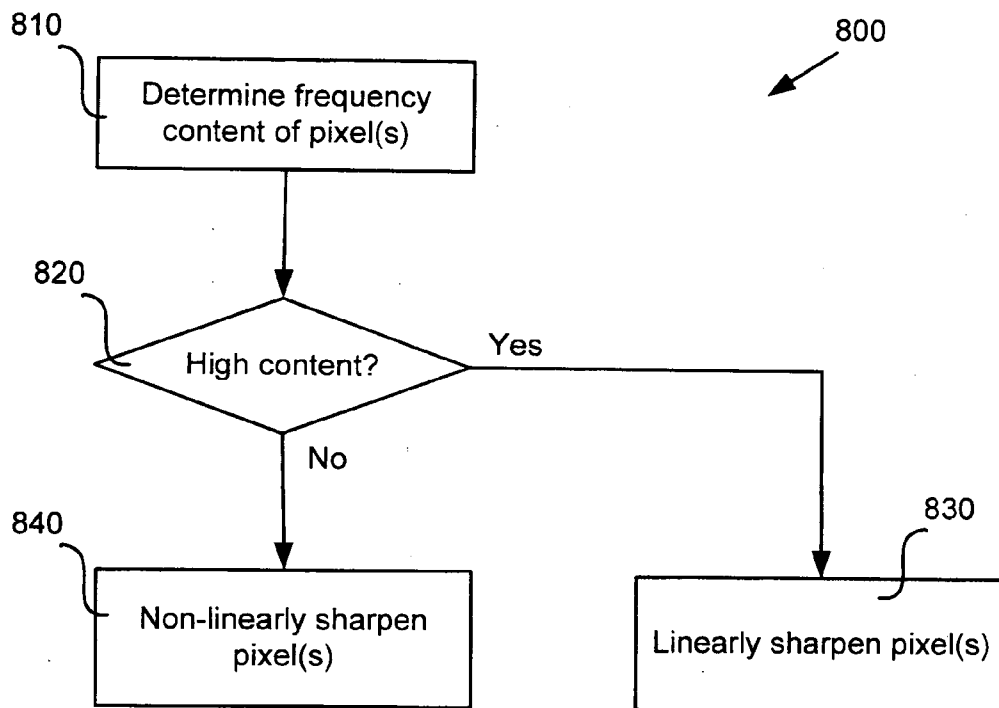 810
800
Determine frequency
content of pixel(s)
820
High content?
Yes
No
840
830
Non-linearly sharpen
pixel(s)
Linearly sharpen pixel(s)